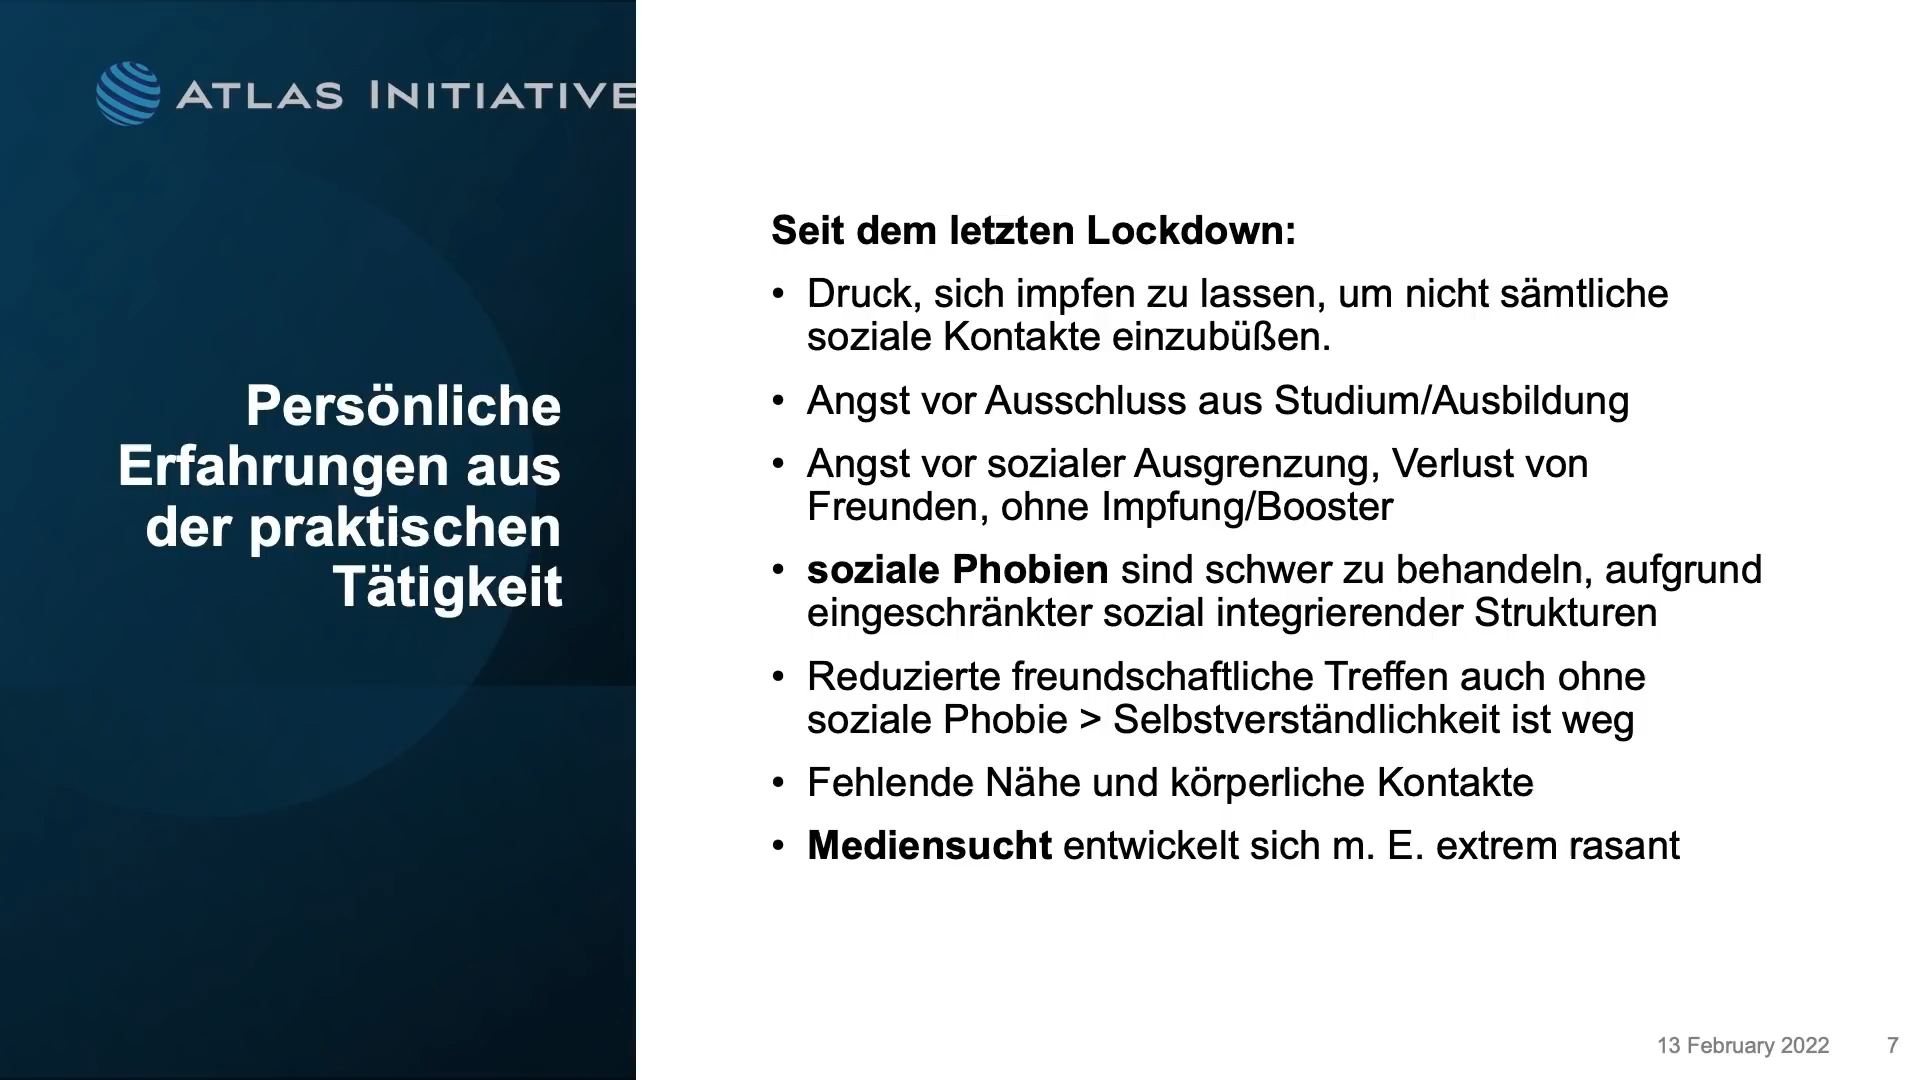 ATLAS INITIATIVE
Persönliche
Erfahrungen aus
der praktischen
Tätigkeit
Seit dem letzten Lockdown:
• Druck, sich impfen zu lassen, um nicht sämtliche
soziale Kontakte einzubüßen.
• Angst vor Ausschluss aus Studium/Ausbildung
• Angst vor sozialer Ausgrenzung, Verlust von
Freunden, ohne Impfung/Booster
• soziale Phobien sind schwer zu behandeln, aufgrund
eingeschränkter sozial integrierender Strukturen
• Reduzierte freundschaftliche Treffen auch ohne
soziale Phobie > Selbstverständlichkeit ist weg
• Fehlende Nähe und körperliche Kontakte
• Mediensucht entwickelt sich m. E. extrem rasant
13 February 2022 7